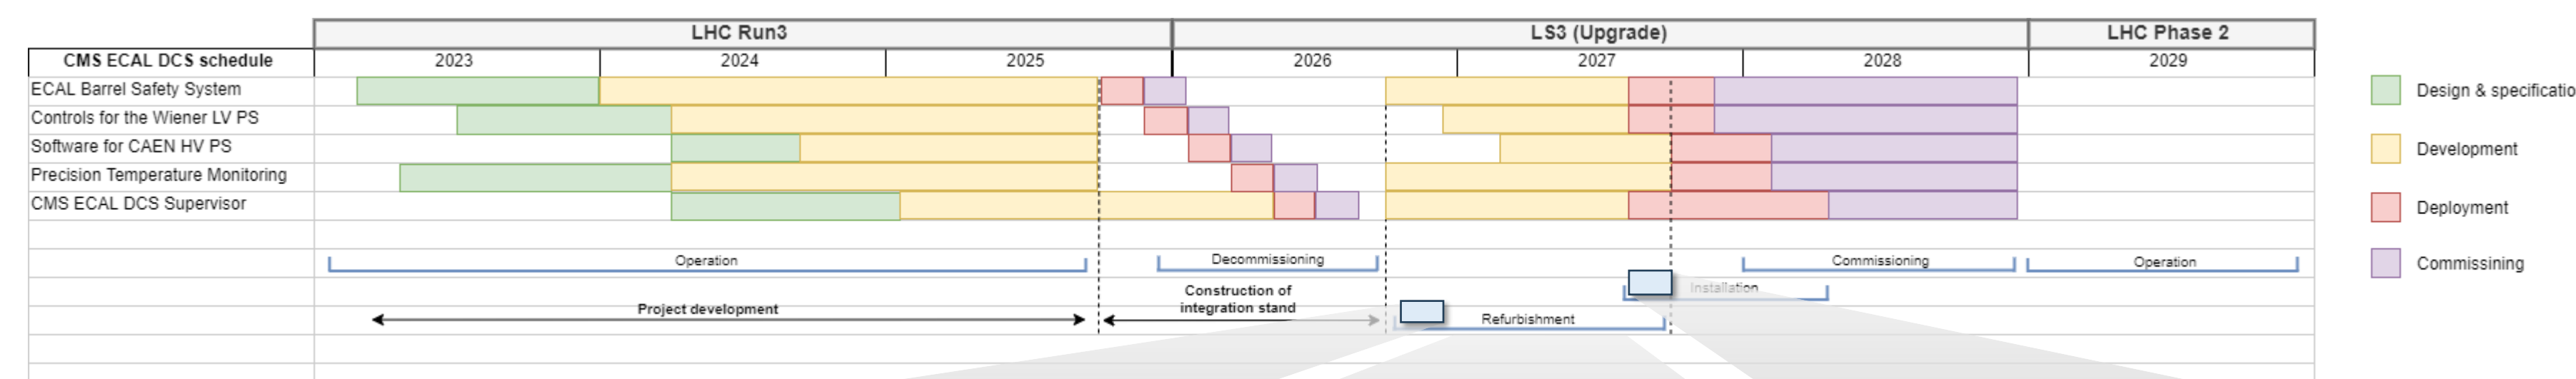 LHC Run3 LS3 (Upgrade) LHC Phase 2
CMS ECAL DCS schedule 2023 2024 2025 2026 2027 2028 2029
ECAL Barrel Safety System
Controls for the Wiener LV PS
Software for CAEN HV PS
Precision Temperature Monitoring
CMS ECAL DCS Supervisor
Operation Decommissioning Commissioning Operation
Installation
Project development
Construction of
integration stand
Refurbishment
Design & specificatio
Development
Deployment
Commissining